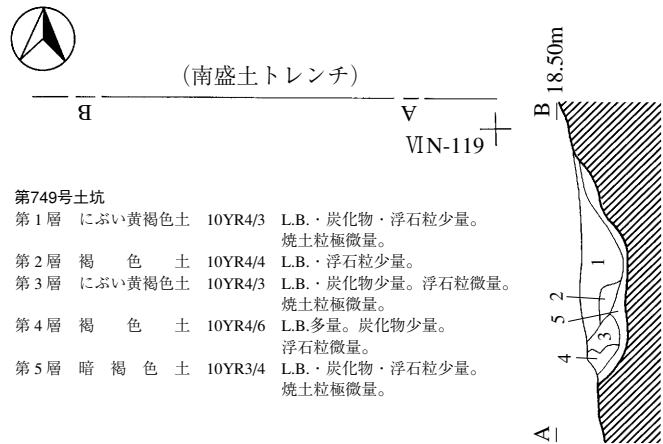 (南盛土トレンチ)
B
A
ⅥN-119
第749号土坑
第1層 にぶい黄褐色土 10YR4/3 L.B.・炭化物・浮石粒少量。
焼土粒極微量。
第2層 褐色土 10YR4/4 L.B.・浮石粒少量。
第3層 にぶい黄褐色土 10YR4/3 L.B.・炭化物少量。浮石粒微量。
焼土粒極微量。
第4層 褐色土 10YR4/6 L.B.多量。炭化物少量。
浮石粒微量。
第5層 暗褐色土 10YR3/4 L.B.・炭化物・浮石粒少量。
焼土粒極微量。
B 18.50m
1
2
5
3
4
A